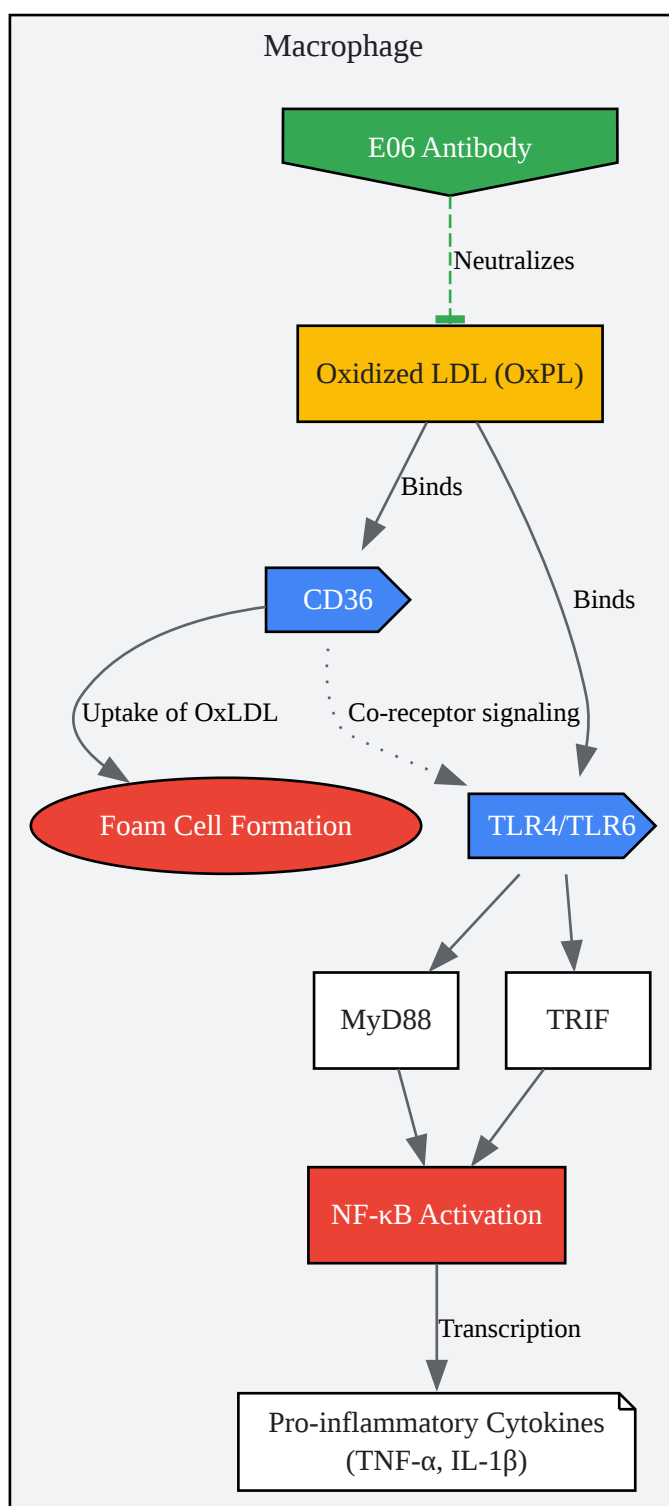 Macrophage
E06 Antibody
Neutralizes
Oxidized LDL (OxPL)
Binds
CD36
Binds
Uptake of OxLDL
Co-receptor signaling
Foam Cell Formation
TLR4/TLR6
MyD88
TRIF
NF-κB Activation
Transcription
Pro-inflammatory Cytokines
(TNF-α, IL-1β)